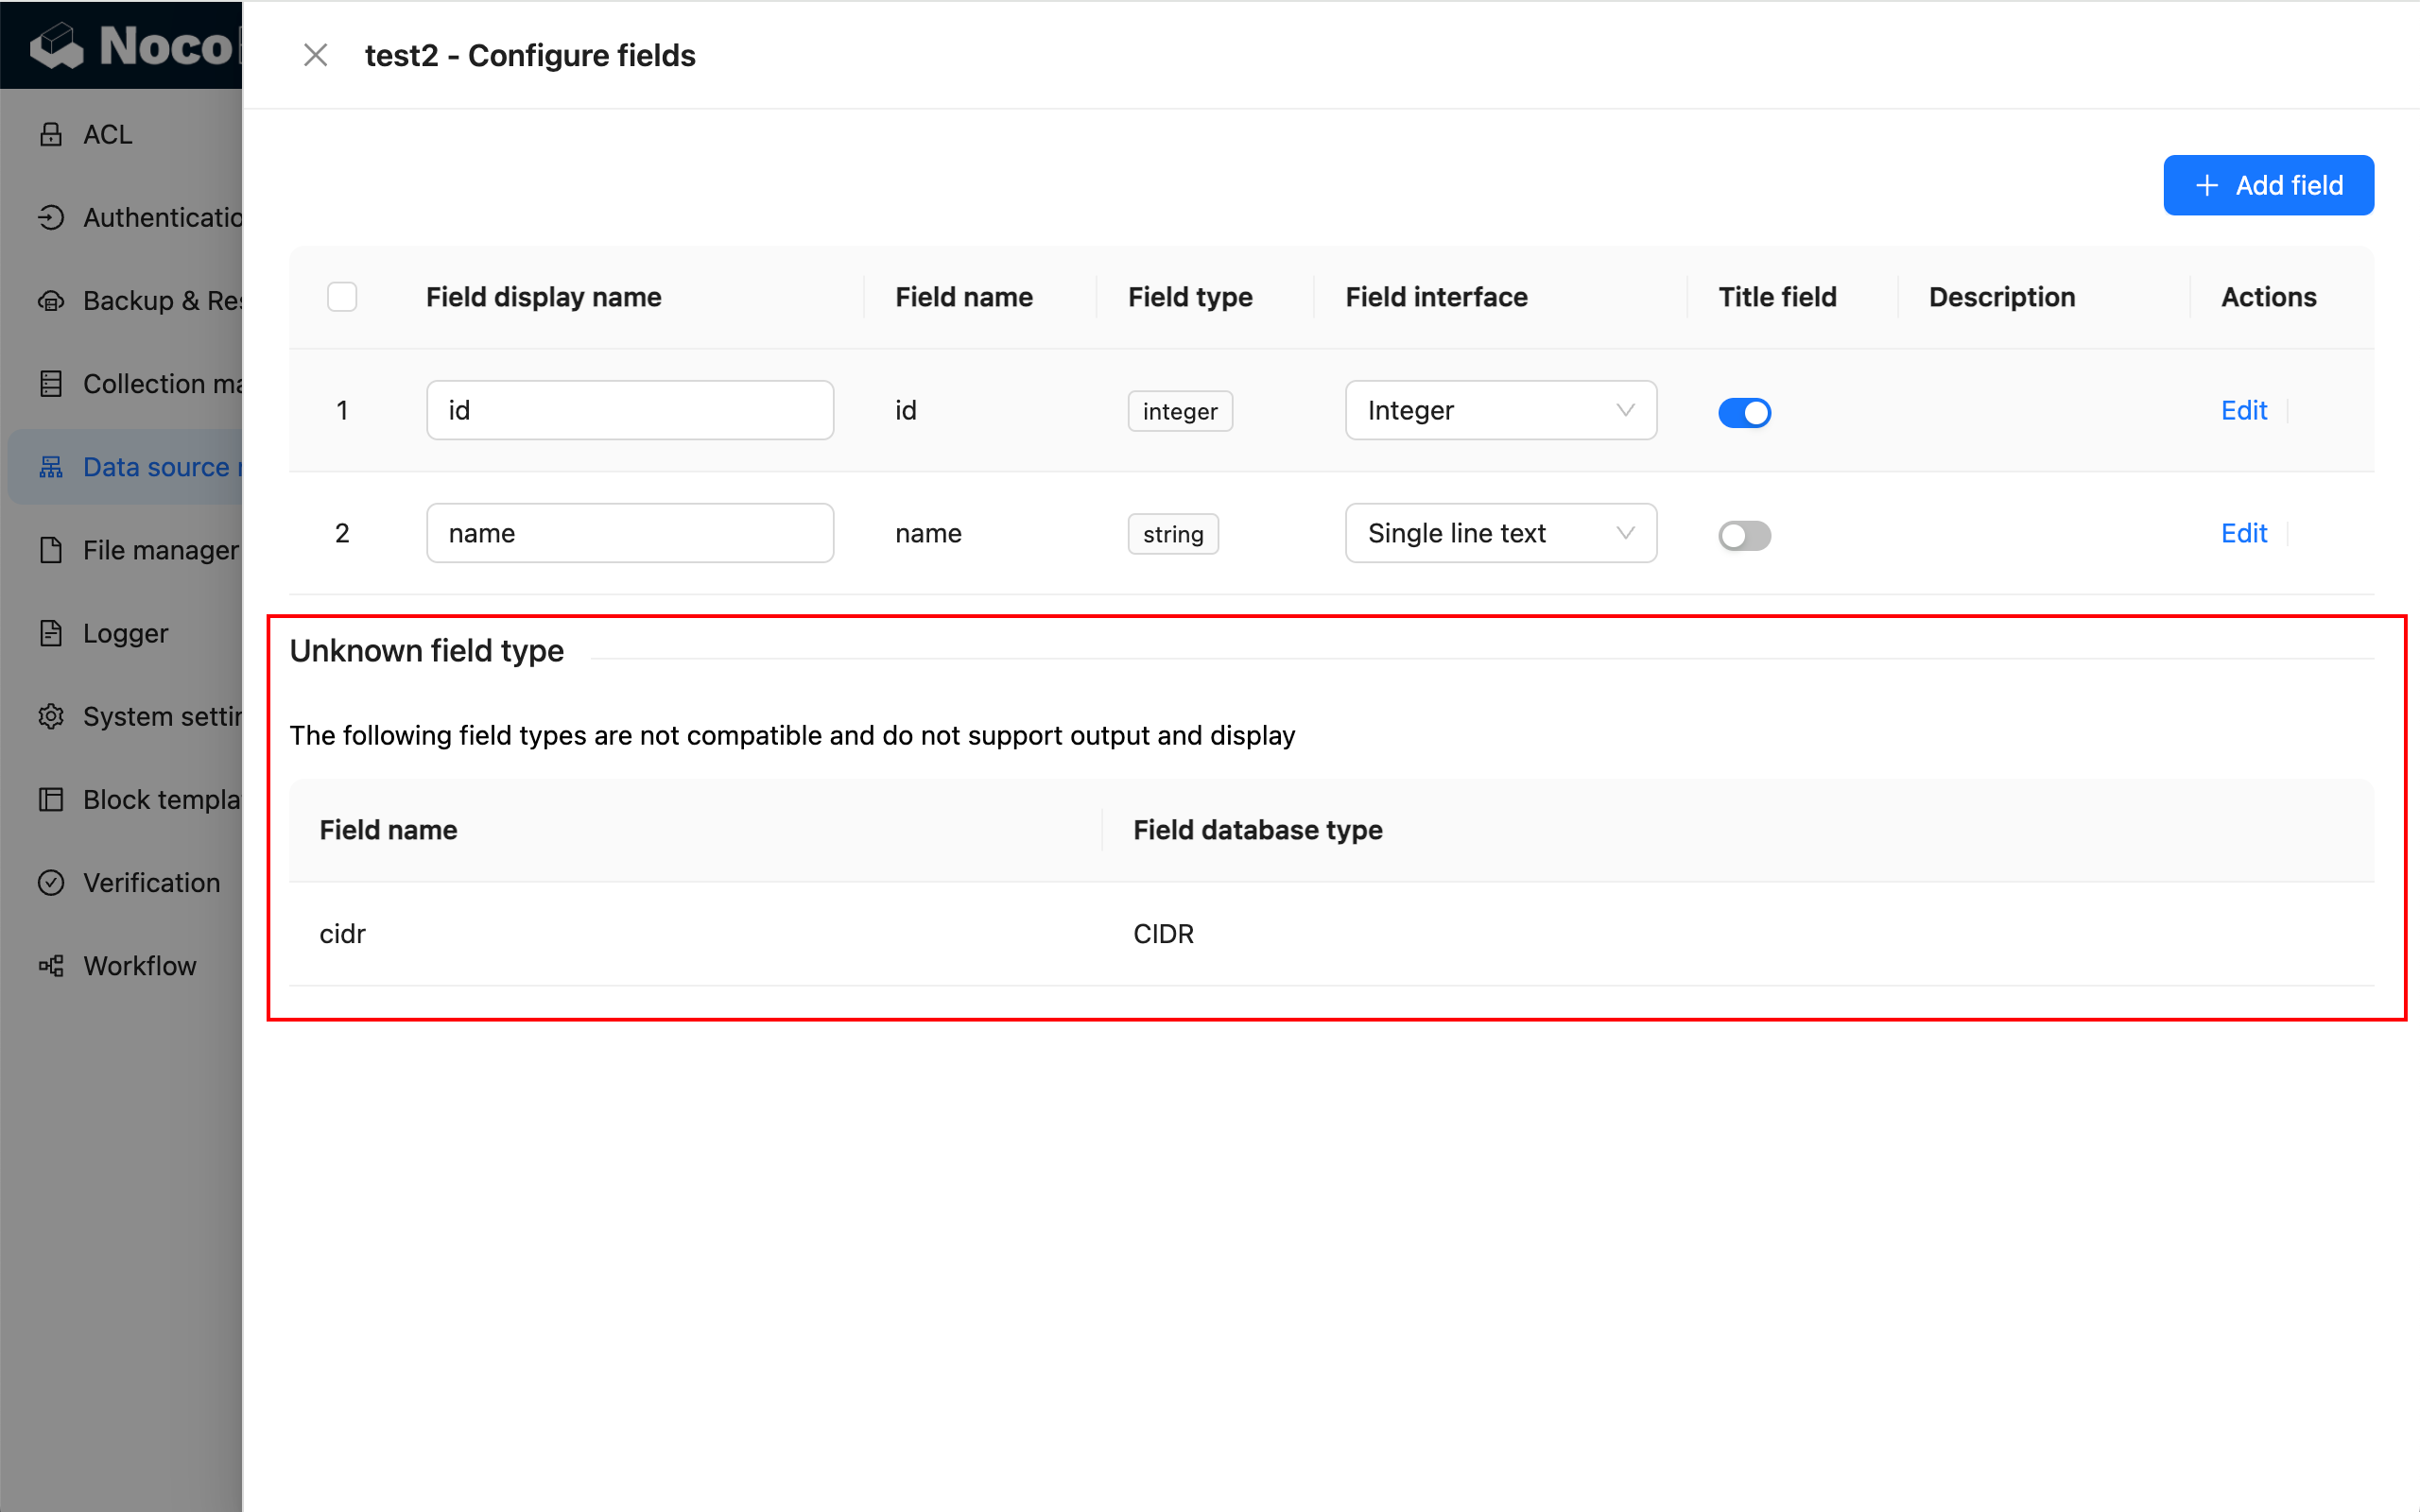 Noco
test2 - Configure fields
ACL
Authenticatio
Backup & Res
Collection ma
Data source
File manager
Logger
System settin
Block templa
Verification
Workflow
Add field
Field display name Field name Field type Field interface Title field Description Actions
1 id id integer Integer Edit
2 name name string Single line text Edit
Unknown field type
The following field types are not compatible and do not support output and display
Field name Field database type
cidr CIDR